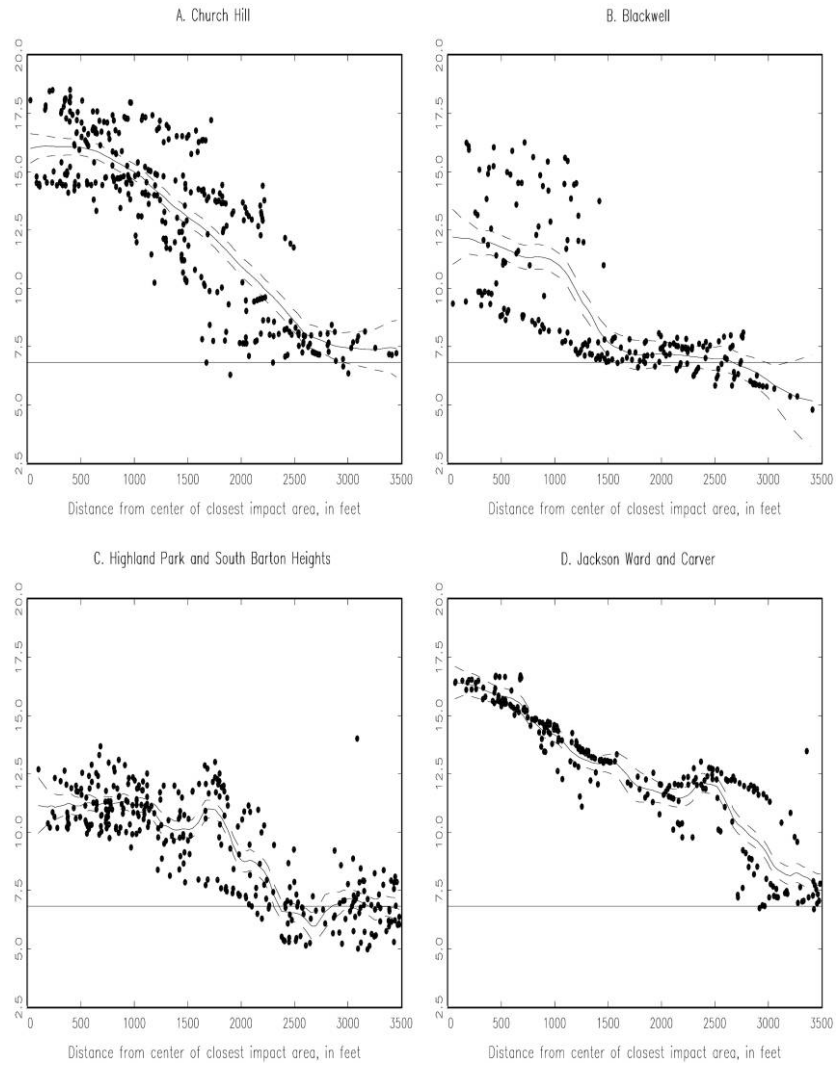 A. Church Hill
20.0
17.5
15.0
12.5
10.0
7.5
5.0
2.5
0 500 1000 1500 2000 2500 3000 3500
Distance from center of closest impact area, in feet
B. Blackwell
20.0
17.5
15.0
12.5
10.0
7.5
5.0
2.5
0 500 1000 1500 2000 2500 3000 3500
Distance from center of closest impact area, in feet
C. Highland Park and South Barton Heights
20.0
17.5
15.0
12.5
10.0
7.5
5.0
2.5
0 500 1000 1500 2000 2500 3000 3500
Distance from center of closest impact area, in feet
D. Jackson Ward and Carver
20.0
17.5
15.0
12.5
10.0
7.5
5.0
2.5
0 500 1000 1500 2000 2500 3000 3500
Distance from center of closest impact area, in feet